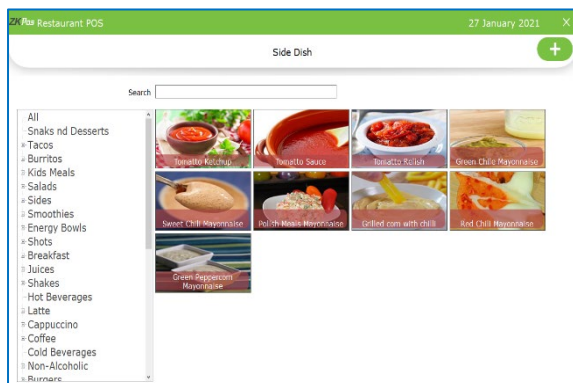 ZKPos Restaurant POS
27 January 2021 X
Side Dish
+
Search
All
Snaks nd Desserts
Tacos
Burritos
Kids Meals
Salads
Sides
Smoothies
Energy Bowls
Shots
Breakfast
Juices
Shakes
Hot Beverages
Latte
Cappuccino
Coffee
Cold Beverages
Non-Alcoholic
Burgers
Tomatto Ketchup
Tomatto Sauce
Tomatto Relish
Green Chile Mayonnaise
Sweet Chili Mayonnaise
Polish Meals Mayonnaise
Grilled corn with chilli
Red Chili Mayonnaise
Green Peppercorn
Mayonnaise